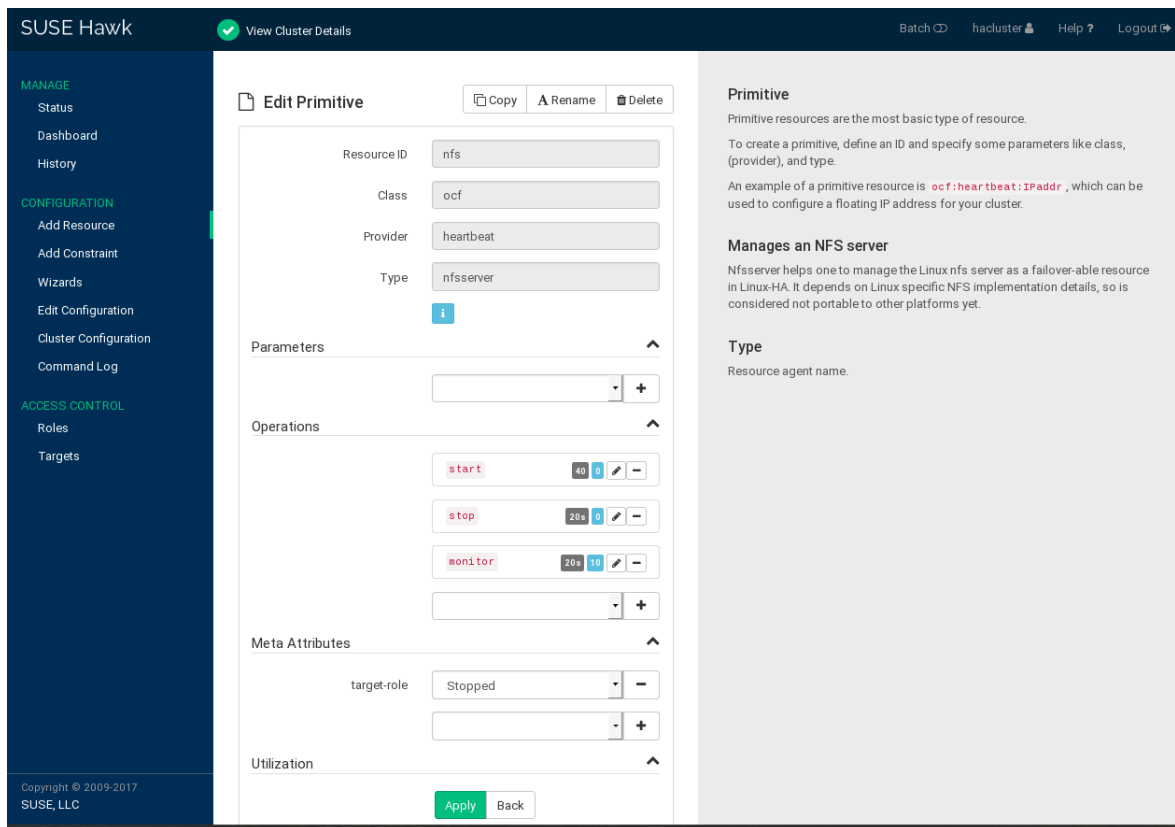 SUSE Hawk
View Cluster Details
Batch
hacluster
Help ?
Logout
MANAGE
Status
Dashboard
History
CONFIGURATION
Add Resource
Add Constraint
Wizards
Edit Configuration
Cluster Configuration
Command Log
ACCESS CONTROL
Roles
Targets
Copyright © 2009-2017
SUSE, LLC
Edit Primitive
Copy
A Rename
Delete
Resource ID
nfs
Class
ocf
Provider
heartbeat
Type
nfsserver
i
Parameters
Operations
start 40 0
stop 20s 0
monitor 20s 10
Meta Attributes
target-role Stopped
Utilization
Apply Back
Primitive
Primitive resources are the most basic type of resource.
To create a primitive, define an ID and specify some parameters like class,
(provider), and type.
An example of a primitive resource is ocf:heartbeat:IPaddr, which can be
used to configure a floating IP address for your cluster.
Manages an NFS server
Nfsserver helps one to manage the Linux nfs server as a failover-able resource
in Linux-HA. It depends on Linux specific NFS implementation details, so is
considered not portable to other platforms yet.
Type
Resource agent name.